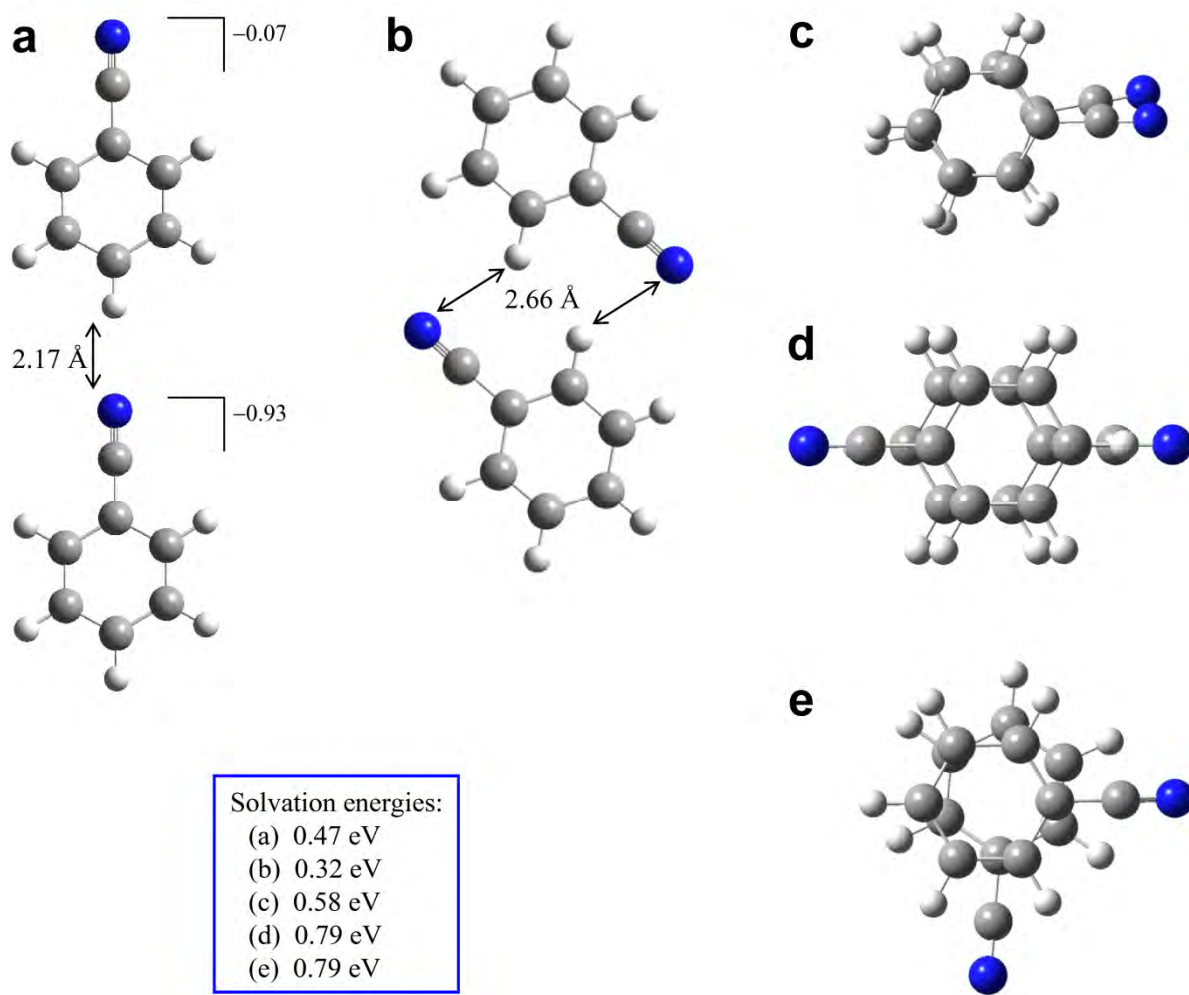 a
–0.07
2.17 Å
–0.93
b
2.66 Å
c
d
e
Solvation energies:
(a) 0.47 eV
(b) 0.32 eV
(c) 0.58 eV
(d) 0.79 eV
(e) 0.79 eV